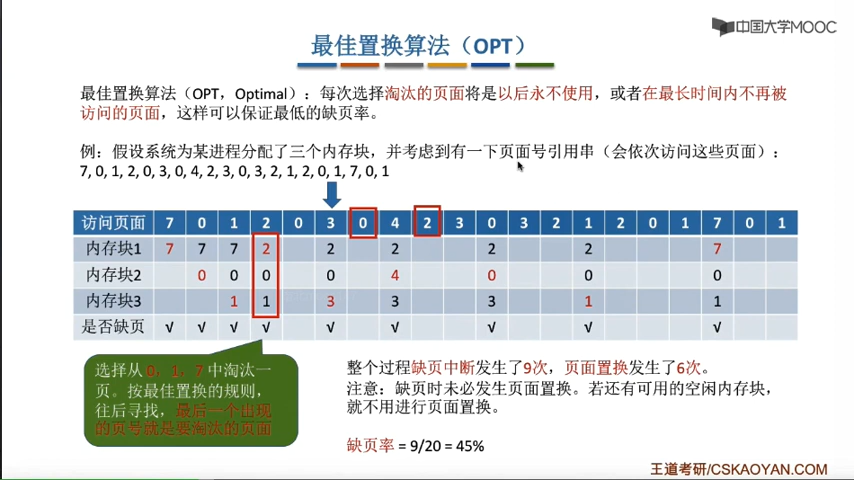 中国大学MOOC
最佳置换算法（OPT）
最佳置换算法（OPT，Optimal）：每次选择淘汰的页面将是以后永不使用，或者在最长时间内不再被
访问的页面，这样可以保证最低的缺页率。
例：假设系统为某进程分配了三个内存块，并考虑到有一下页面号引用串（会依次访问这些页面）：
7, 0, 1, 2, 0, 3, 0, 4, 2, 3, 0, 3, 2, 1, 2, 0, 1, 7, 0, 1
访问页面 7 0 1 2 0 3 0 4 2 3 0 3 2 1 2 0 1 7 0 1
内存块1 7 7 7 2 2 2 2 2 7
内存块2 0 0 0 0 4 0 0 0
内存块3 1 1 3 3 3 1 1
是否缺页 √ √ √ √ √ √ √ √ √
选择从 0，1，7 中淘汰一
页。按最佳置换的规则，
往后寻找，最后一个出现
的页号就是要淘汰的页面
整个过程缺页中断发生了9次，页面置换发生了6次。
注意：缺页时未必发生页面置换。若还有可用的空闲内存块，
就不用进行页面置换。
缺页率 = 9/20 = 45%
王道考研/CSKAOYAN.COM